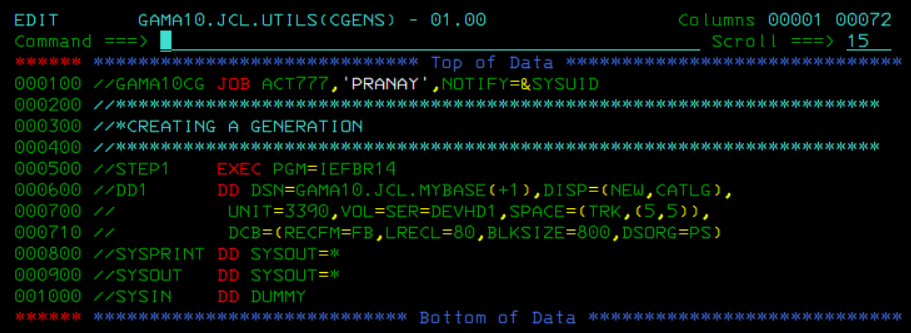 EDIT       GAMA10.JCL.UTILS(CGENS) - 01.00                 Columns 00001 00072
Command ===>                                                  Scroll ===> 15
****** ***************************** Top of Data ******************************
000100 //GAMA10CG JOB ACT777,'PRANAY',NOTIFY=&SYSUID
000200 //*******************************************************************
000300 //*CREATING A GENERATION
000400 //*******************************************************************
000500 //STEP1    EXEC PGM=IEFBR14
000600 //DD1      DD DSN=GAMA10.JCL.MYBASE(+1),DISP=(NEW,CATLG),
000700 //          UNIT=3390,VOL=SER=DEVHD1,SPACE=(TRK,(5,5)),
000710 //          DCB=(RECFM=FB,LRECL=80,BLKSIZE=800,DSORG=PS)
000800 //SYSPRINT DD SYSOUT=*
000900 //SYSOUT   DD SYSOUT=*
001000 //SYSIN    DD DUMMY
****** **************************** Bottom of Data ****************************